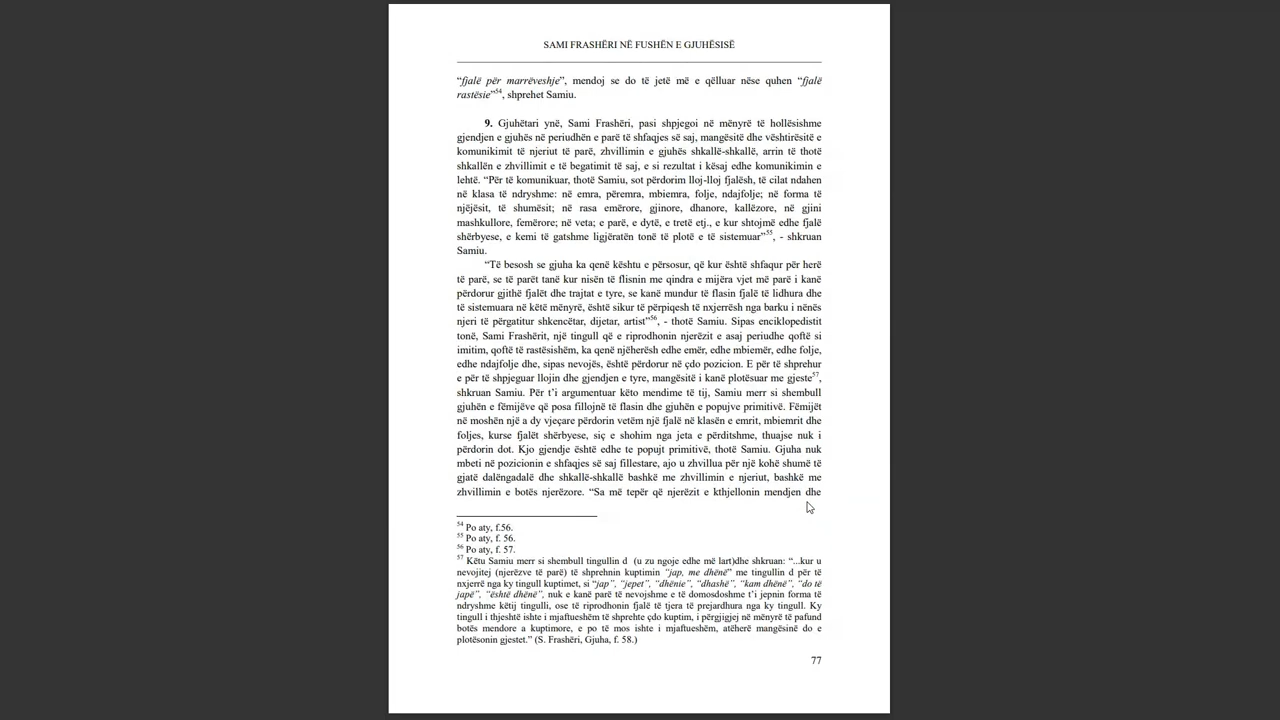 SAMI FRASHËRI NË FUSHËN E GJUHËSISË
“fjalë për marrëveshje”, mendoj se do të jetë më e qëlluar nëse quhen “fjalë
rastësie”54, shprehet Samiu.
9. Gjuhëtari ynë, Sami Frashëri, pasi shpjegoi në mënyrë të hollësishme
gjendjen e gjuhës në periudhën e parë të shfaqjes së saj, mangësitë dhe vështirësitë e
komunikimit të njeriut të parë, zhvillimin e gjuhës shkallë-shkallë, arrin të thotë
shkallën e zhvillimit e të begatimit të saj, e si rezultat i kësaj edhe komunikimin e
lehtë. “Për të komunikuar, thotë Samiu, sot përdorim lloj-lloj fjalësh, të cilat ndahen
në klasa të ndryshme: në emra, përemra, mbiemra, folje, ndajfolje; në forma të
njëjësit, të shumësit; në rasa emërore, gjinore, dhanore, kallëzore, në gjini
mashkullore, femërore; në veta; e parë, e dytë, e tretë etj., e kur shtojmë edhe fjalë
shërbyese, e kemi të gatshme ligjëratën tonë të plotë e të sistemuar”55, - shkruan
Samiu.
“Të besosh se gjuha ka qenë kështu e përsosur, që kur është shfaqur për herë
të parë, se të parët tanë kur nisën të flisnin me qindra e mijëra vjet më parë i kanë
përdorur gjithë fjalët dhe trajtat e tyre, se kanë mundur të flasin fjalë të lidhura dhe
të sistemuara në këtë mënyrë, është sikur të përpiqesh të nxjerrësh nga barku i nënës
njeri të përgatitur shkencëtar, dijetar, artist”56, - thotë Samiu. Sipas enciklopedistit
tonë, Sami Frashërit, një tingull që e riprodhonin njerëzit e asaj periudhe qoftë si
imitim, qoftë të rastësishëm, ka qenë njëherësh edhe emër, edhe mbiemër, edhe folje,
edhe ndajfolje dhe, sipas nevojës, është përdorur në çdo pozicion. E për të shprehur
e për të shpjeguar llojin dhe gjendjen e tyre, mangësitë i kanë plotësuar me gjeste57,
shkruan Samiu. Për t’i argumentuar këto mendime të tij, Samiu merr si shembull
gjuhën e fëmijëve që posa fillojnë të flasin dhe gjuhën e popujve primitivë. Fëmijët
në moshën një a dy vjeçare përdorin vetëm një fjalë në klasën e emrit, mbiemrit dhe
foljes, kurse fjalët shërbyese, siç e shohim nga jeta e përditshme, thuajse nuk i
përdorin dot. Kjo gjendje është edhe te popujt primitivë, thotë Samiu. Gjuha nuk
mbeti në pozicionin e shfaqjes së saj fillestare, ajo u zhvillua për një kohë shumë të
gjatë dalëngadalë dhe shkallë-shkallë bashkë me zhvillimin e njeriut, bashkë me
zhvillimin e botës njerëzore. “Sa më tepër që njerëzit e kthjellonin mendjen dhe
54 Po aty, f.56.
55 Po aty, f. 56.
56 Po aty, f. 57.
57 Këtu Samiu merr si shembull tingullin d (u zu ngoje edhe më lart)dhe shkruan: “...kur u
nevojitej (njerëzve të parë) të shprehnin kuptimin “jap, me dhënë” me tingullin d për të
nxjerrë nga ky tingull kuptimet, si “jap”, “jepet”, “dhënie”, “dhashë”, “kam dhënë”, “do të
japë”, “është dhënë”, nuk e kanë parë të nevojshme e të domosdoshme t’i jepnin forma të
ndryshme këtij tingulli, ose të riprodhonin fjalë të tjera të prejardhura nga ky tingull. Ky
tingull i thjeshtë ishte i mjaftueshëm të shprehte çdo kuptim, i përgjigjej në mënyrë të pafund
botës mendore a kuptimore, e po të mos ishte i mjaftueshëm, atëherë mangësinë do e
plotësonin gjestet.” (S. Frashëri, Gjuha, f. 58.)
77